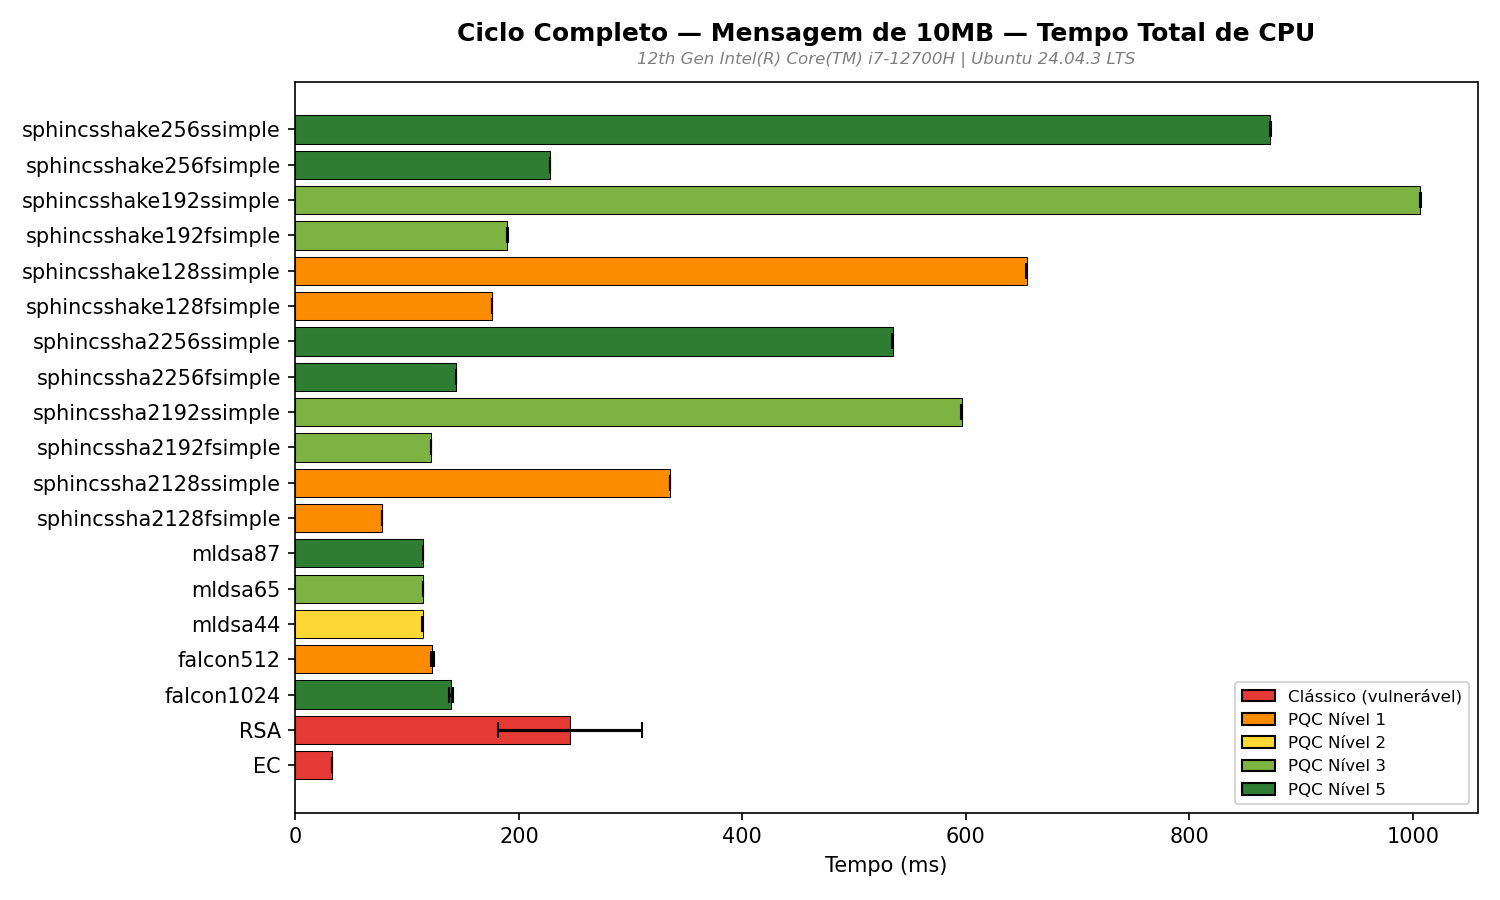 Ciclo Completo — Mensagem de 10MB — Tempo Total de CPU
12th Gen Intel(R) Core(TM) i7-12700H | Ubuntu 24.04.3 LTS
sphincsshake256ssimple
sphincsshake256fsimple
sphincsshake192ssimple
sphincsshake192fsimple
sphincsshake128ssimple
sphincsshake128fsimple
sphincssha2256ssimple
sphincssha2256fsimple
sphincssha2192ssimple
sphincssha2192fsimple
sphincssha2128ssimple
sphincssha2128fsimple
mldsa87
mldsa65
mldsa44
falcon512
falcon1024
RSA
EC
Clássico (vulnerável)
PQC Nível 1
PQC Nível 2
PQC Nível 3
PQC Nível 5
0 200 400 600 800 1000
Tempo (ms)